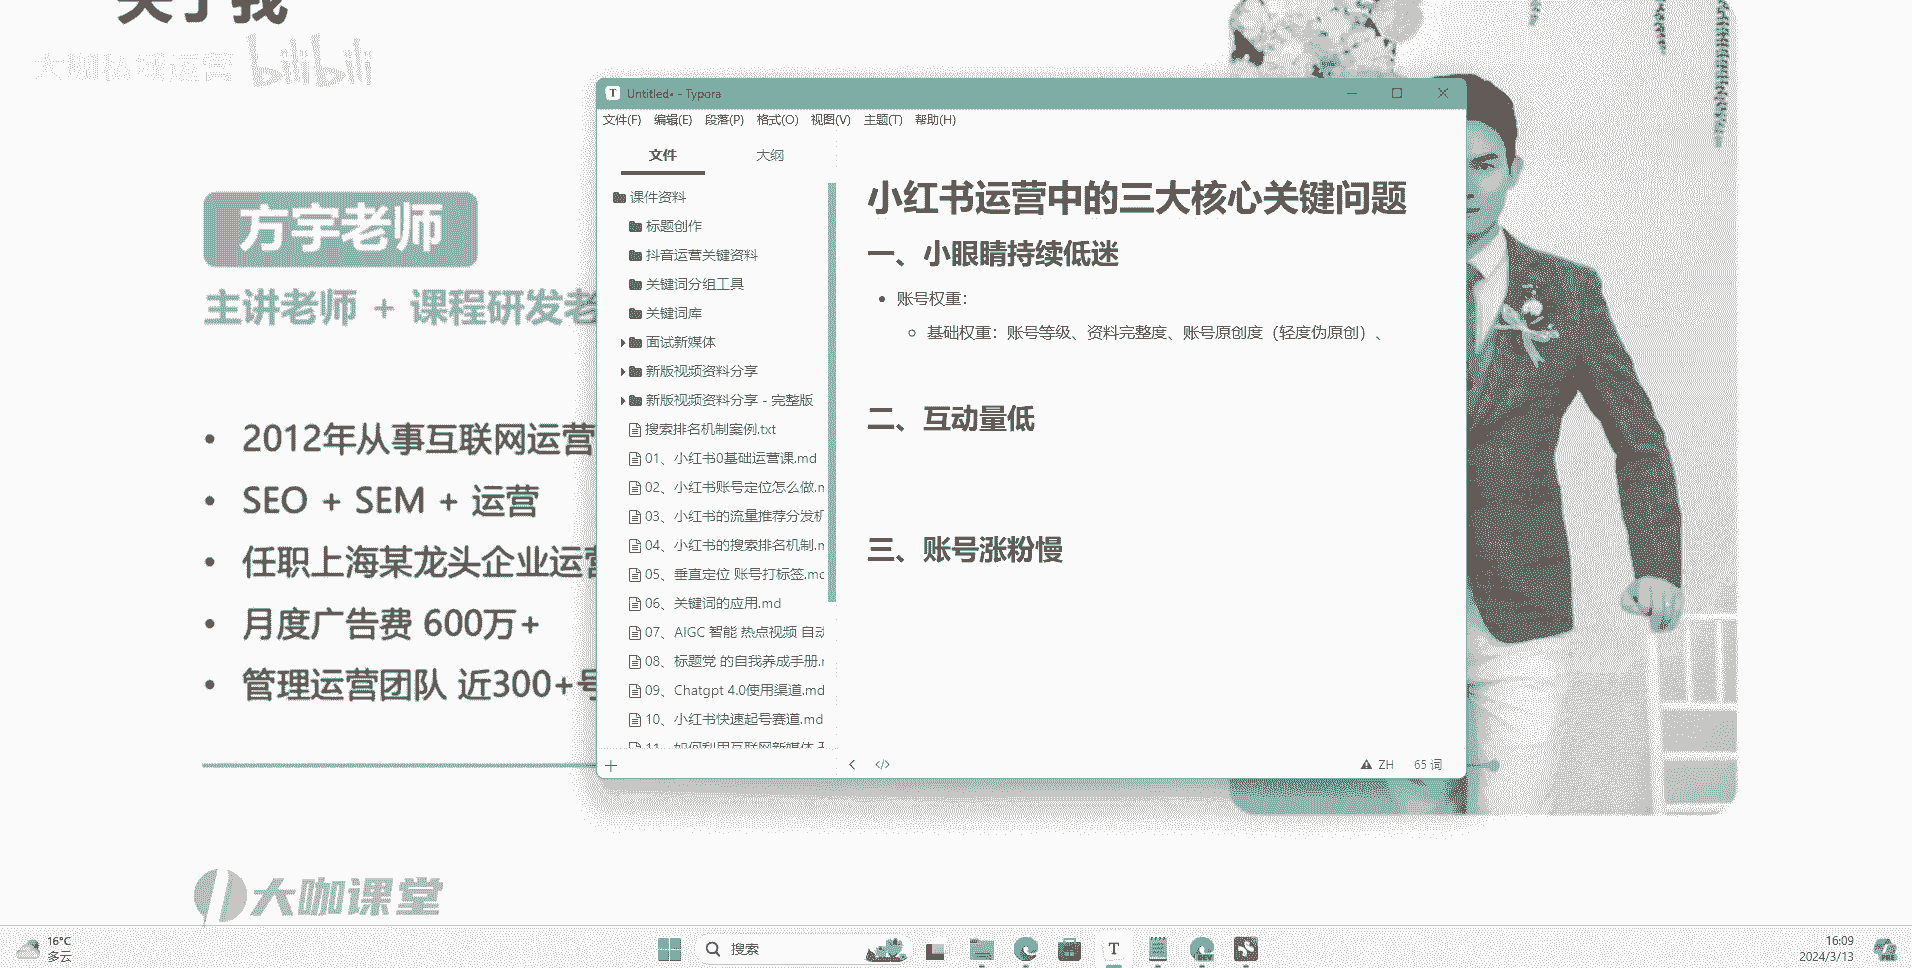 关于我
大咖私域运营 bilibili
方宇老师
主讲老师 + 课程研发老
• 2012年从事互联网运营
• SEO + SEM + 运营
• 任职上海某龙头企业运营
• 月度广告费 600万+
• 管理运营团队 近300+号
大咖课堂
Untitled• - Typora
文件(F) 编辑(E) 段落(P) 格式(O) 视图(V) 主题(T) 帮助(H)
文件 大纲
课件资料
标题创作
抖音运营关键资料
关键词分组工具
关键词库
面试新媒体
新版视频资料分享
新版视频资料分享 - 完整版
搜索排名机制案例.txt
01、小红书0基础运营课.md
02、小红书账号定位怎么做.m
03、小红书的流量推荐分发机
04、小红书的搜索排名机制.m
05、垂直定位 账号打标签.md
06、关键词的应用.md
07、AIGC 智能 热点视频 自动
08、标题党 的自我养成手册.m
09、Chatgpt 4.0使用渠道.md
10、小红书快速起号赛道.md
11、如何利用互联网新媒体
小红书运营中的三大核心关键问题
一、小眼睛持续低迷
• 账号权重：
◦ 基础权重：账号等级、资料完整度、账号原创度（轻度伪原创）、
二、互动量低
三、账号涨粉慢
</> ZH 65 词
16°C
多云
搜索
T
DEV
16:09
2024/3/13
PRE